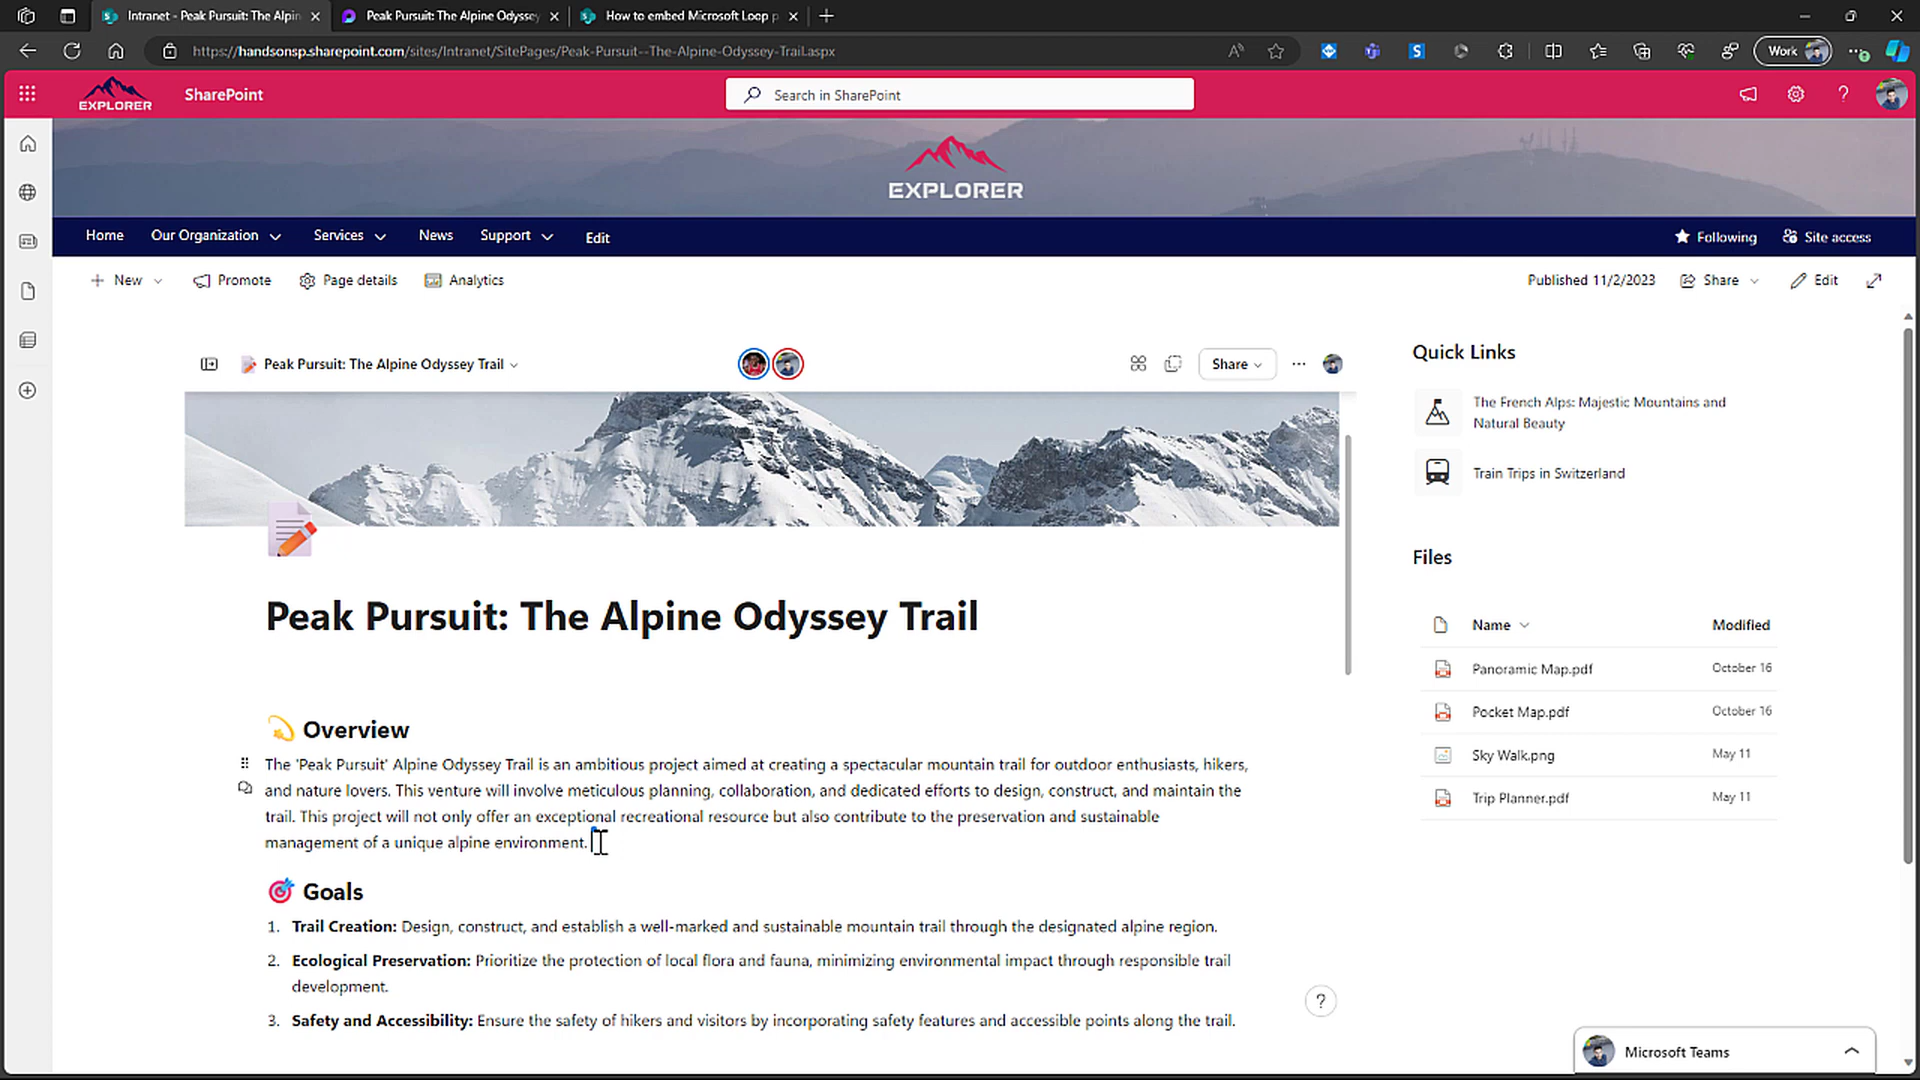 Intranet - Peak Pursuit: The Alpin
Peak Pursuit: The Alpine Odyssey
How to embed Microsoft Loop p
https://handsonsp.sharepoint.com/sites/Intranet/SitePages/Peak-Pursuit--The-Alpine-Odyssey-Trail.aspx
Work
EXPLORER
SharePoint
Search in SharePoint
EXPLORER
Home
Our Organization
Services
News
Support
Edit
Following
Site access
New
Promote
Page details
Analytics
Published 11/2/2023
Share
Edit
Peak Pursuit: The Alpine Odyssey Trail
Share
Peak Pursuit: The Alpine Odyssey Trail
Overview
The 'Peak Pursuit' Alpine Odyssey Trail is an ambitious project aimed at creating a spectacular mountain trail for outdoor enthusiasts, hikers,
and nature lovers. This venture will involve meticulous planning, collaboration, and dedicated efforts to design, construct, and maintain the
trail. This project will not only offer an exceptional recreational resource but also contribute to the preservation and sustainable
management of a unique alpine environment.
Goals
1. Trail Creation: Design, construct, and establish a well-marked and sustainable mountain trail through the designated alpine region.
2. Ecological Preservation: Prioritize the protection of local flora and fauna, minimizing environmental impact through responsible trail
development.
3. Safety and Accessibility: Ensure the safety of hikers and visitors by incorporating safety features and accessible points along the trail.
Quick Links
The French Alps: Majestic Mountains and
Natural Beauty
Train Trips in Switzerland
Files
Name
Modified
Panoramic Map.pdf
October 16
Pocket Map.pdf
October 16
Sky Walk.png
May 11
Trip Planner.pdf
May 11
Microsoft Teams